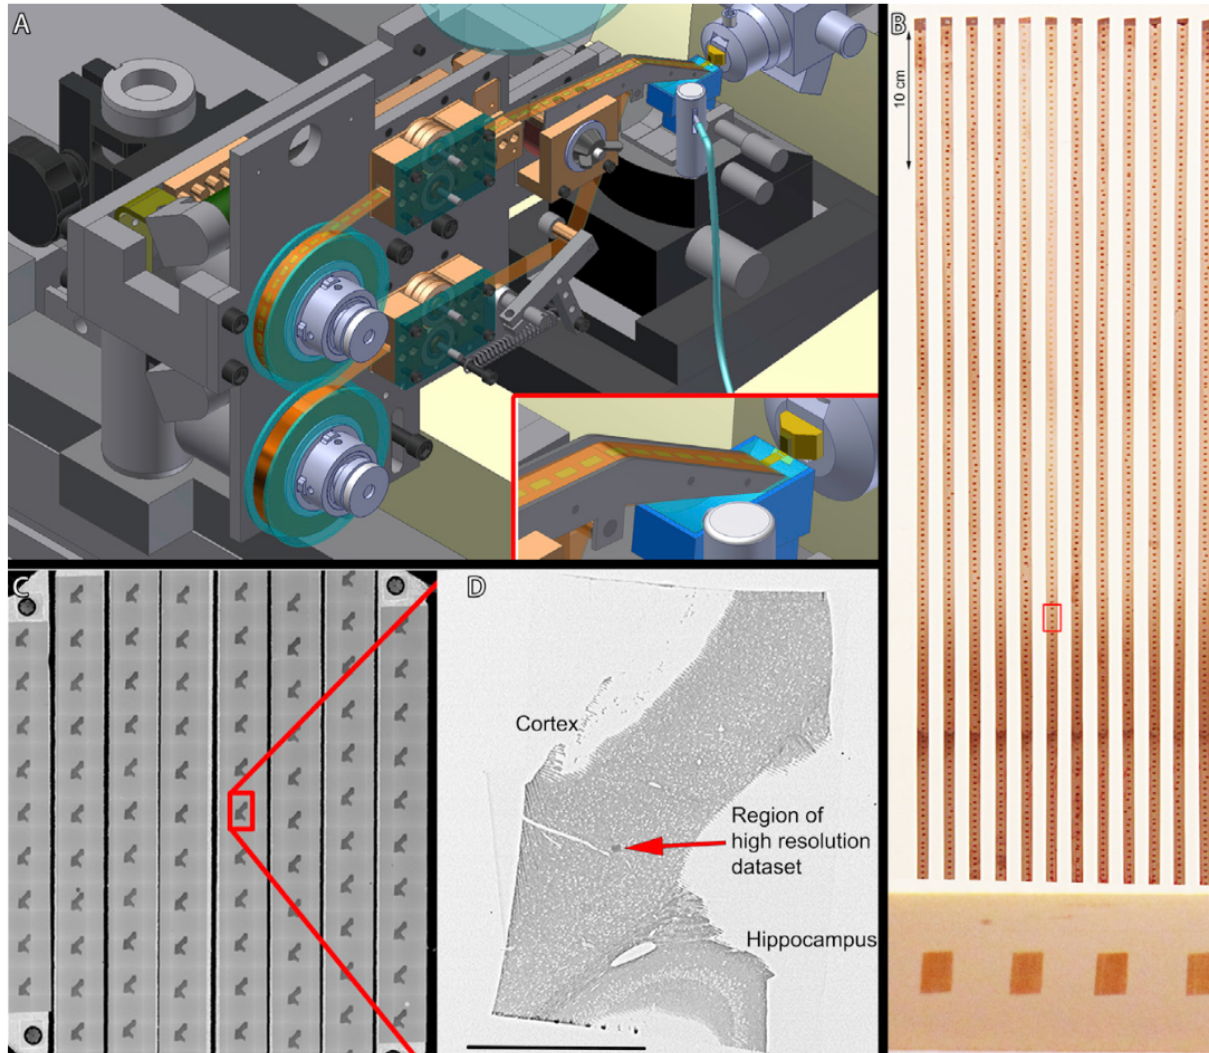 A
B
10 cm
C
D
Cortex
Region of
high resolution
dataset
Hippocampus